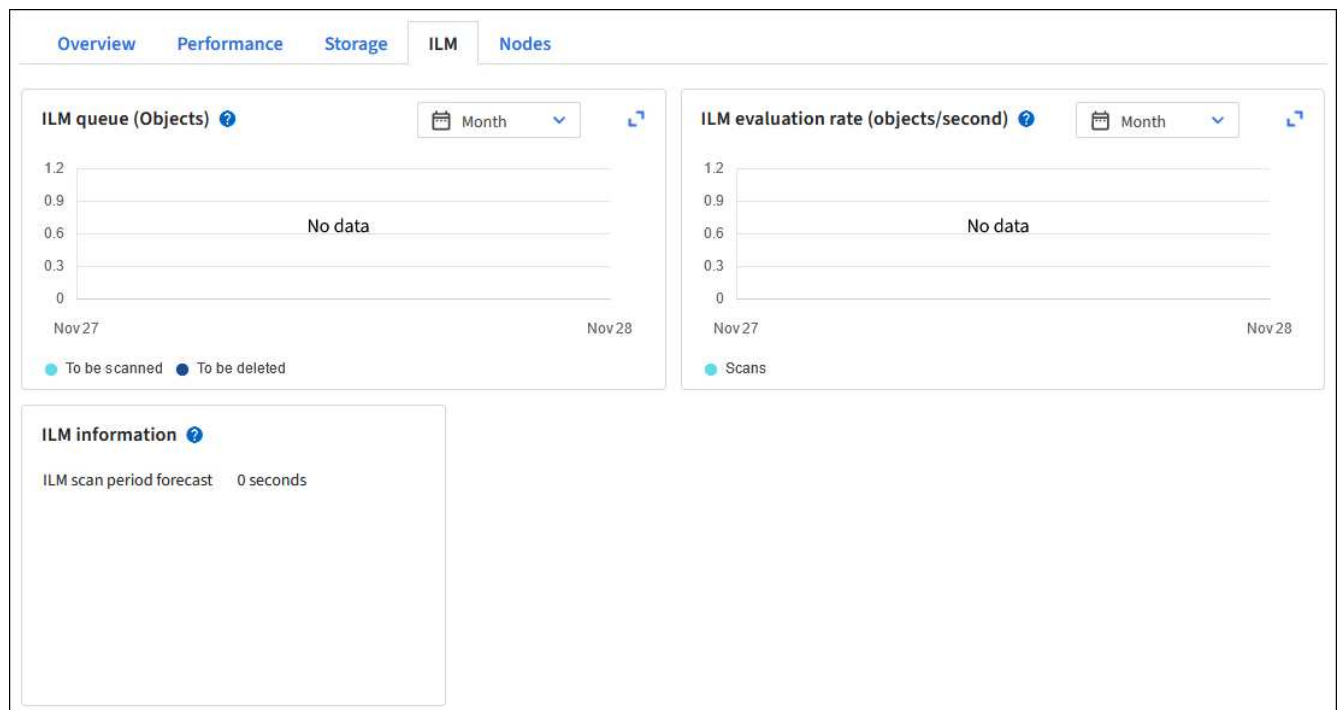 Overview Performance Storage ILM Nodes
ILM queue (Objects) ? Month
1.2
0.9
0.6
0.3
0
No data
Nov 27 Nov 28
To be scanned To be deleted
ILM evaluation rate (objects/second) ? Month
1.2
0.9
0.6
0.3
0
No data
Nov 27 Nov 28
Scans
ILM information ?
ILM scan period forecast 0 seconds